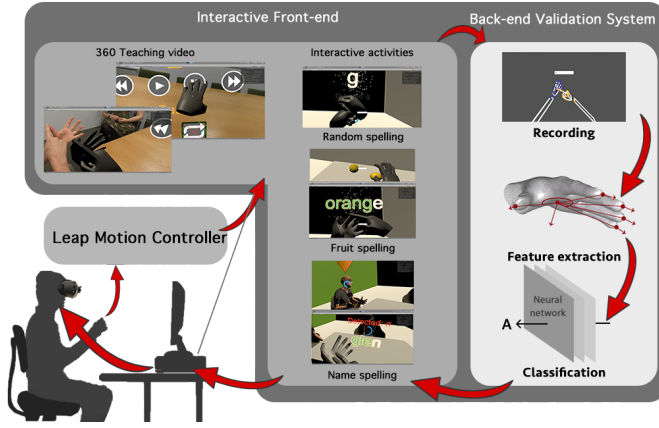 Interactive Front-end
Back-end Validation System
360 Teaching video
Interactive activities
g
Random spelling
orange
Fruit spelling
glen
Name spelling
Recording
Feature extraction
Neural
network
A
Classification
Leap Motion Controller